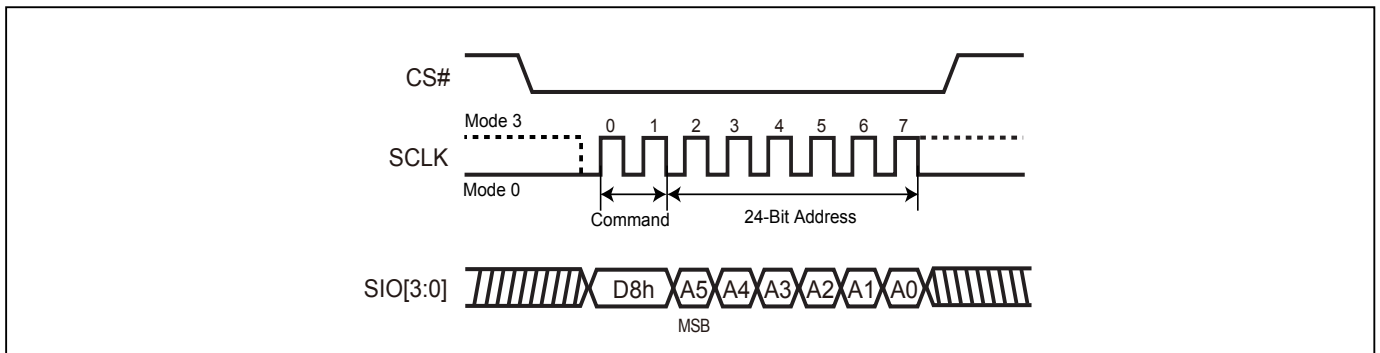 CS#
Mode 3
0 1 2 3 4 5 6 7
SCLK
Mode 0
Command
24-Bit Address
SIO[3:0]
D8h A5 A4 A3 A2 A1 A0
MSB